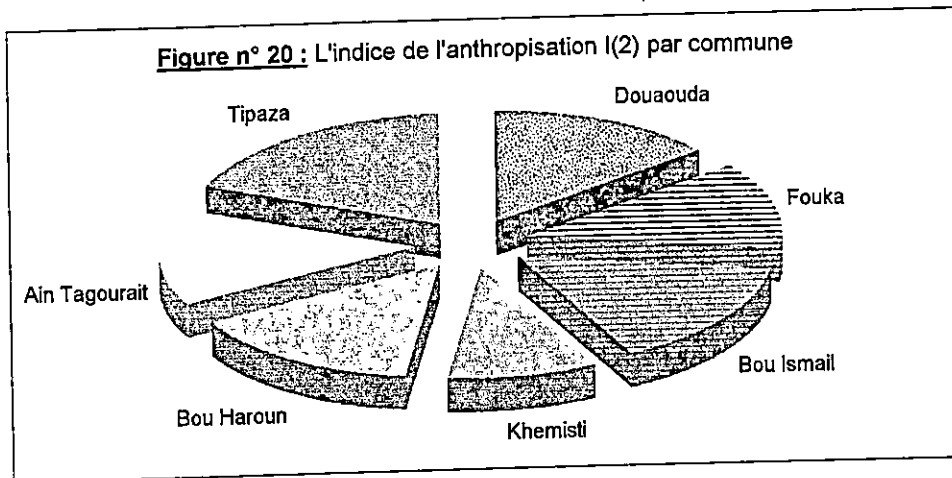 Figure n° 20 : L'indice de l'anthropisation I(2) par commune
Tipaza
Douaouda
Fouka
Ain Tagourait
Bou Ismail
Bou Haroun
Khemisti